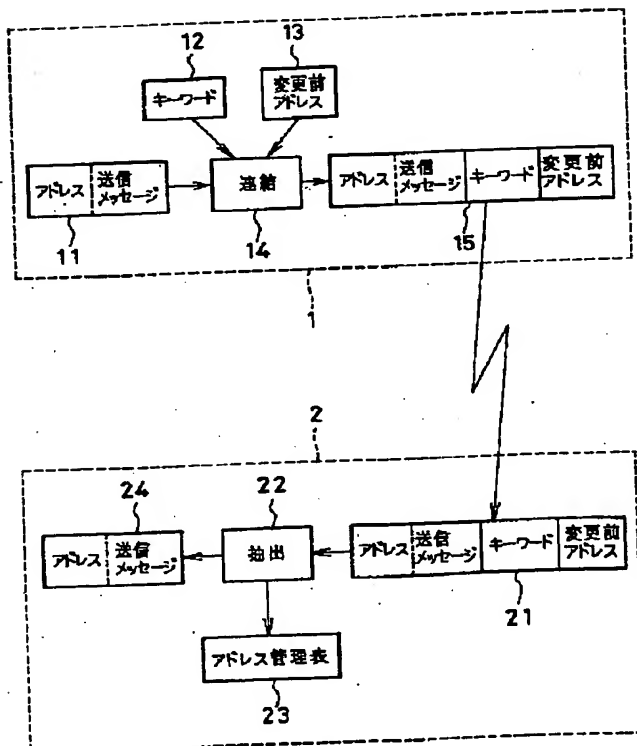 12
13
キーワード
変更前
アドレス
アドレス
送信
メッセージ
連結
アドレス
送信
メッセージ
キーワード
変更前
アドレス
11
14
15
1
2
24
22
アドレス
送信
メッセージ
抽出
アドレス
送信
メッセージ
キーワード
変更前
アドレス
21
アドレス管理表
23